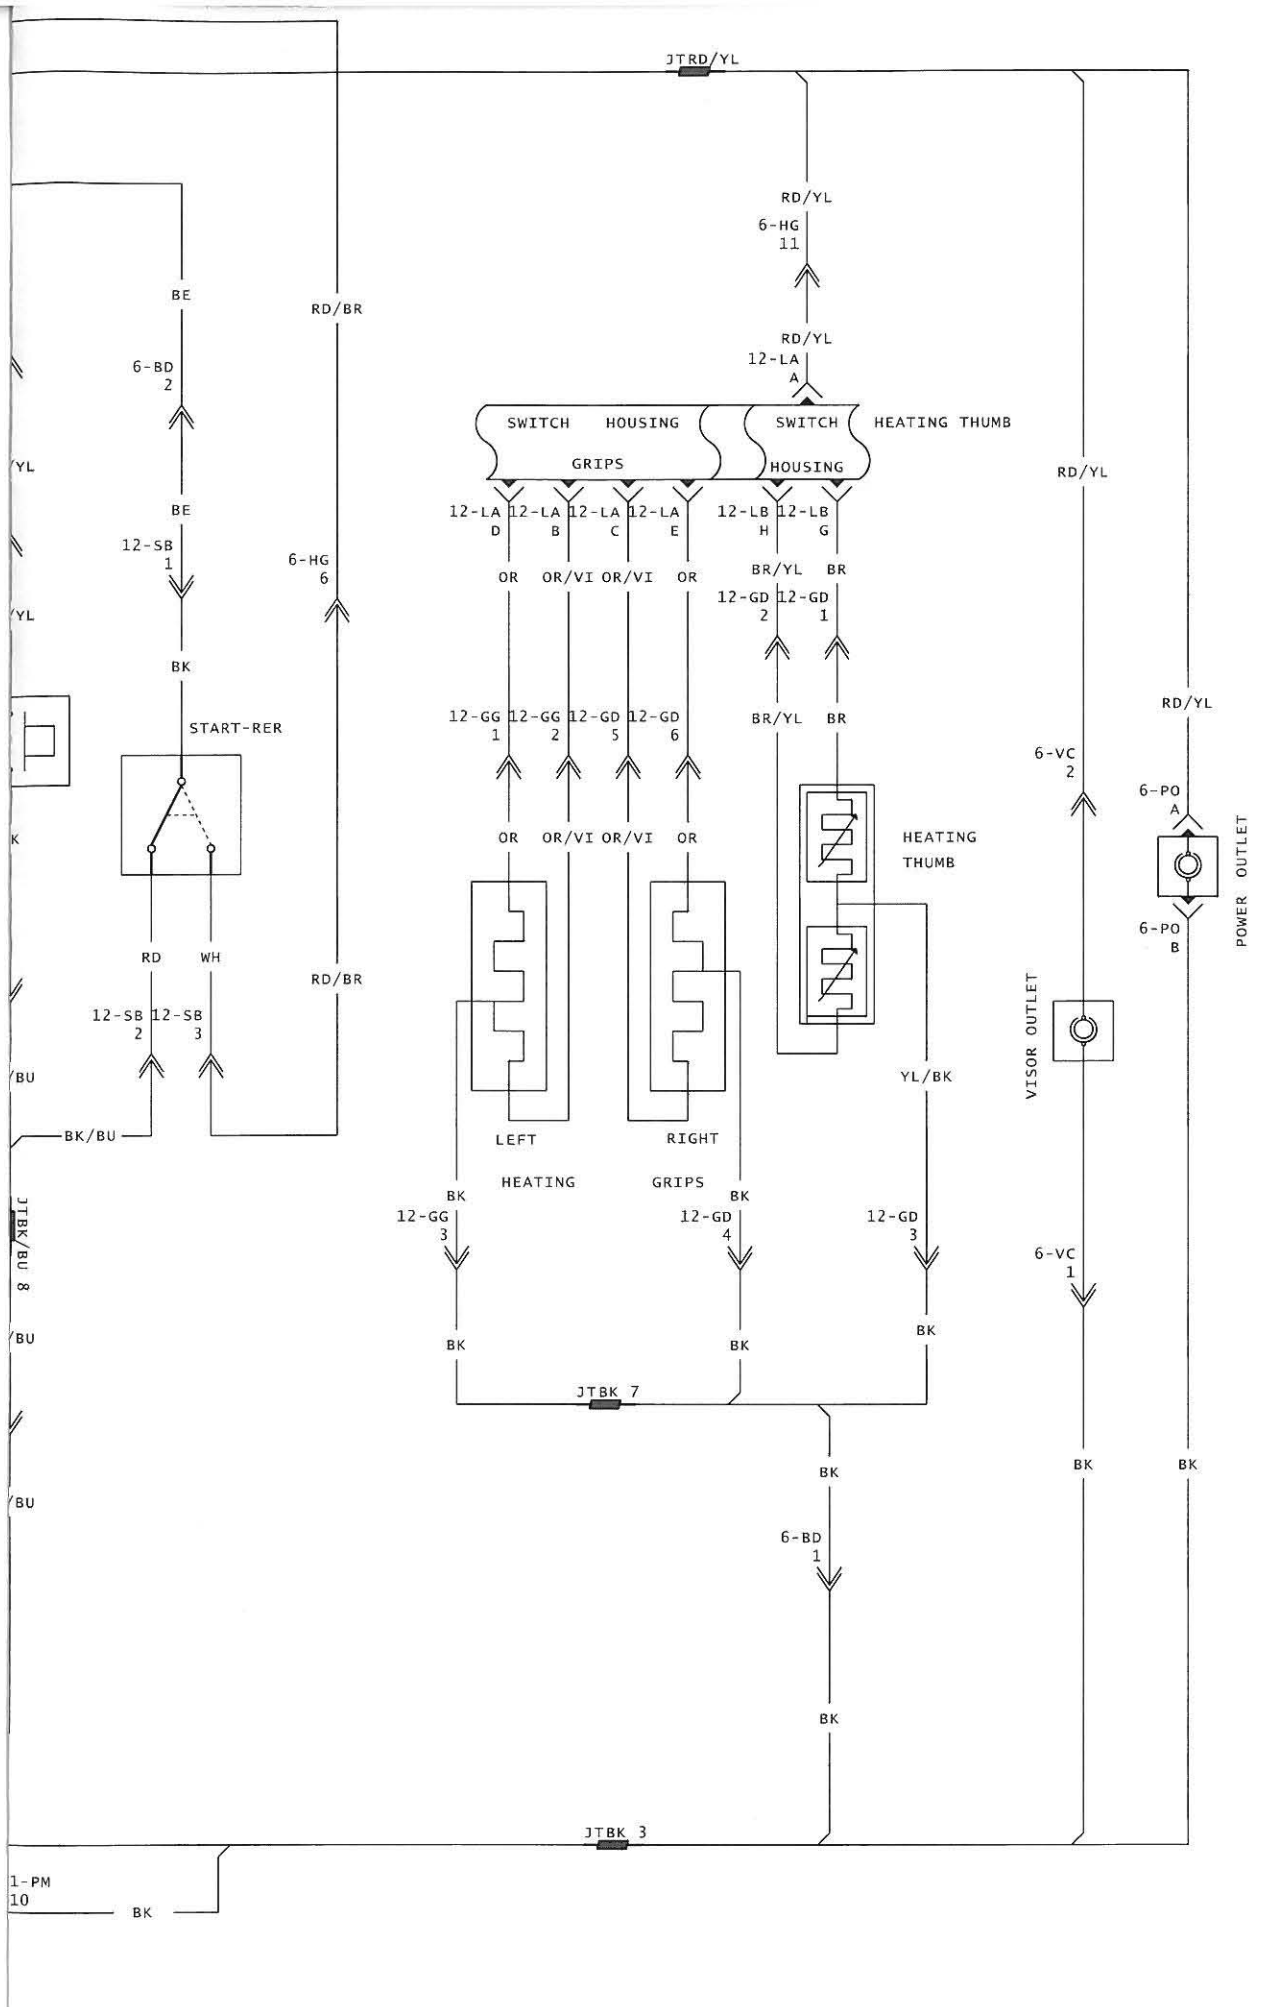 JTRD/YL
RD/YL
6-HG
11
BE
RD/BR
RD/YL
12-LA
A
6-BD
2
SWITCH HOUSING
GRIPS
SWITCH
HOUSING
HEATING THUMB
/YL
RD/YL
BE
12-LA
D
12-LA
B
12-LA
C
12-LA
E
12-LB
H
12-LB
G
12-SB
1
6-HG
6
OR
OR/VI
OR/VI
OR
BR/YL
BR
12-GD
2
12-GD
1
/YL
BK
START-RER
12-GG
1
12-GG
2
12-GD
5
12-GD
6
BR/YL
BR
RD/YL
6-VC
2
6-PO
A
K
OR
OR/VI
OR/VI
OR
HEATING
THUMB
POWER OUTLET
6-PO
B
RD
WH
RD/BR
12-SB
2
12-SB
3
VISOR OUTLET
/BU
YL/BK
BK/BU
LEFT
RIGHT
HEATING
GRIPS
BK
BK
12-GG
3
12-GD
4
12-GD
3
JTBK/BU 8
6-VC
1
/BU
BK
BK
BK
JTBK 7
BK
BK
BK
/BU
6-BD
1
BK
JTBK 3
1-PM
10
BK